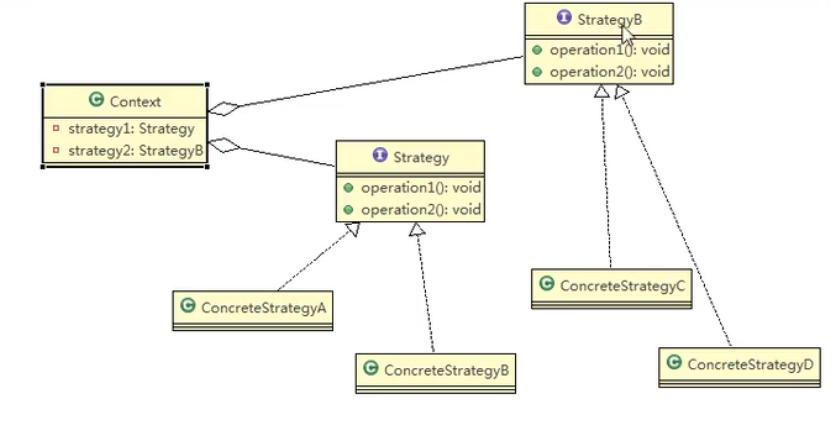 StrategyB
operation1(): void
operation2(): void
Context
strategy1: Strategy
strategy2: StrategyB
Strategy
operation1(): void
operation2(): void
ConcreteStrategyC
ConcreteStrategyA
ConcreteStrategyB
ConcreteStrategyD